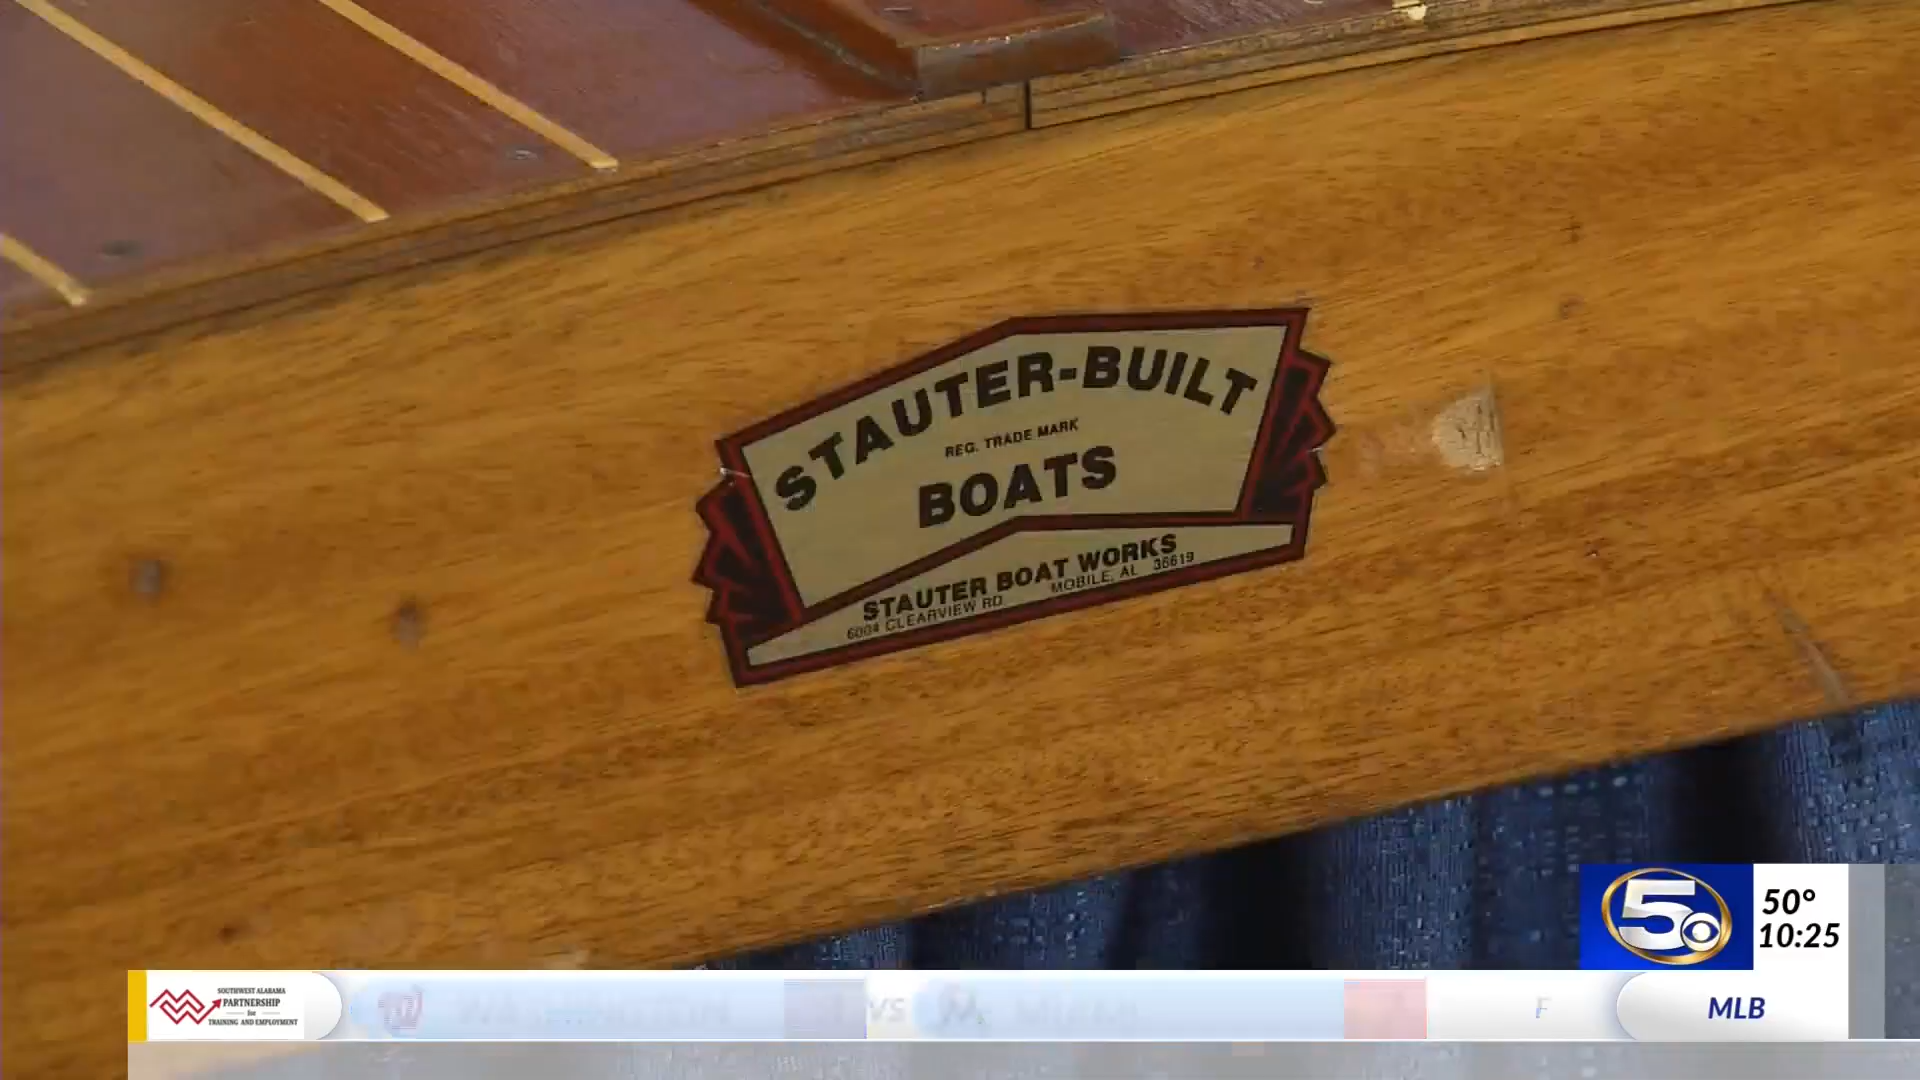 STAUTER-BUILT
REG. TRADE MARK
BOATS
STAUTER BOAT WORKS
6004 CLEARVIEW RD. MOBILE, AL 36619
5
50°
10:25
SOUTHWEST ALABAMA
PARTNERSHIP
for
TRAINING AND EMPLOYMENT
VS
F
MLB